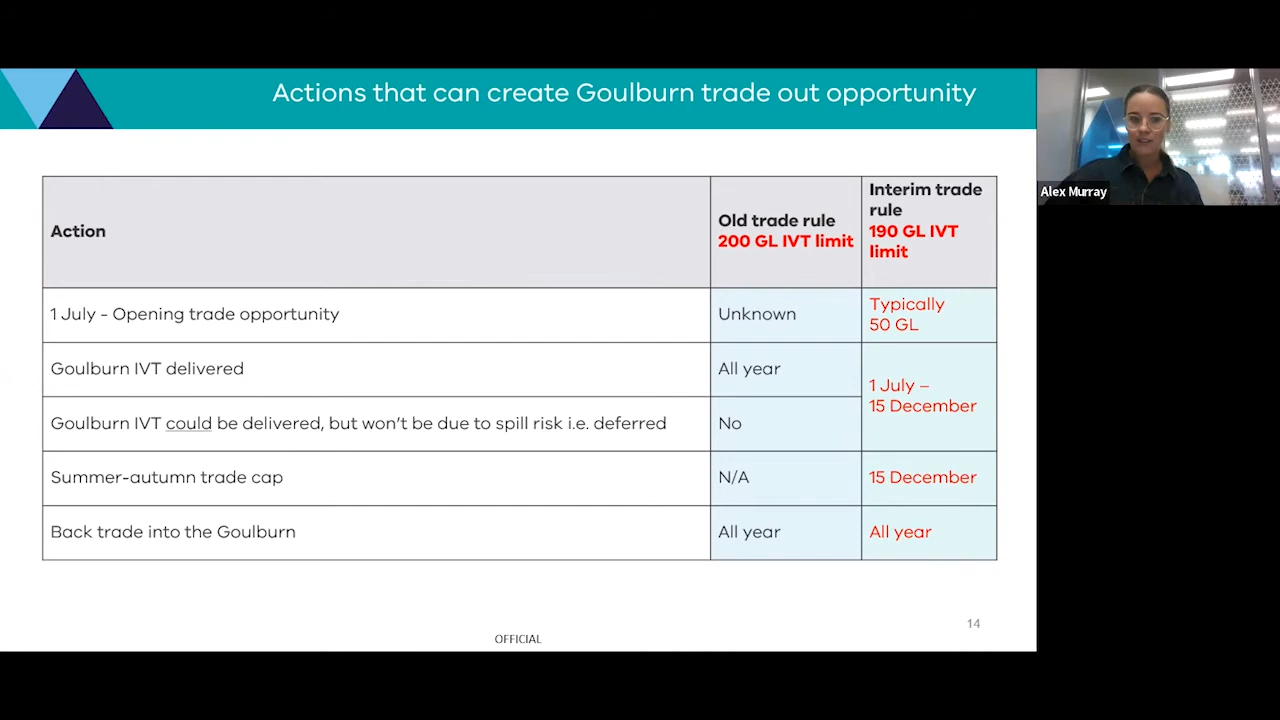 Actions that can create Goulburn trade out opportunity
Alex Murray
Action
Old trade rule
200 GL IVT limit
Interim trade
rule
190 GL IVT
limit
1 July - Opening trade opportunity
Unknown
Typically
50 GL
Goulburn IVT delivered
All year
1 July –
15 December
Goulburn IVT could be delivered, but won't be due to spill risk i.e. deferred
No
Summer-autumn trade cap
N/A
15 December
Back trade into the Goulburn
All year
All year
14
OFFICIAL